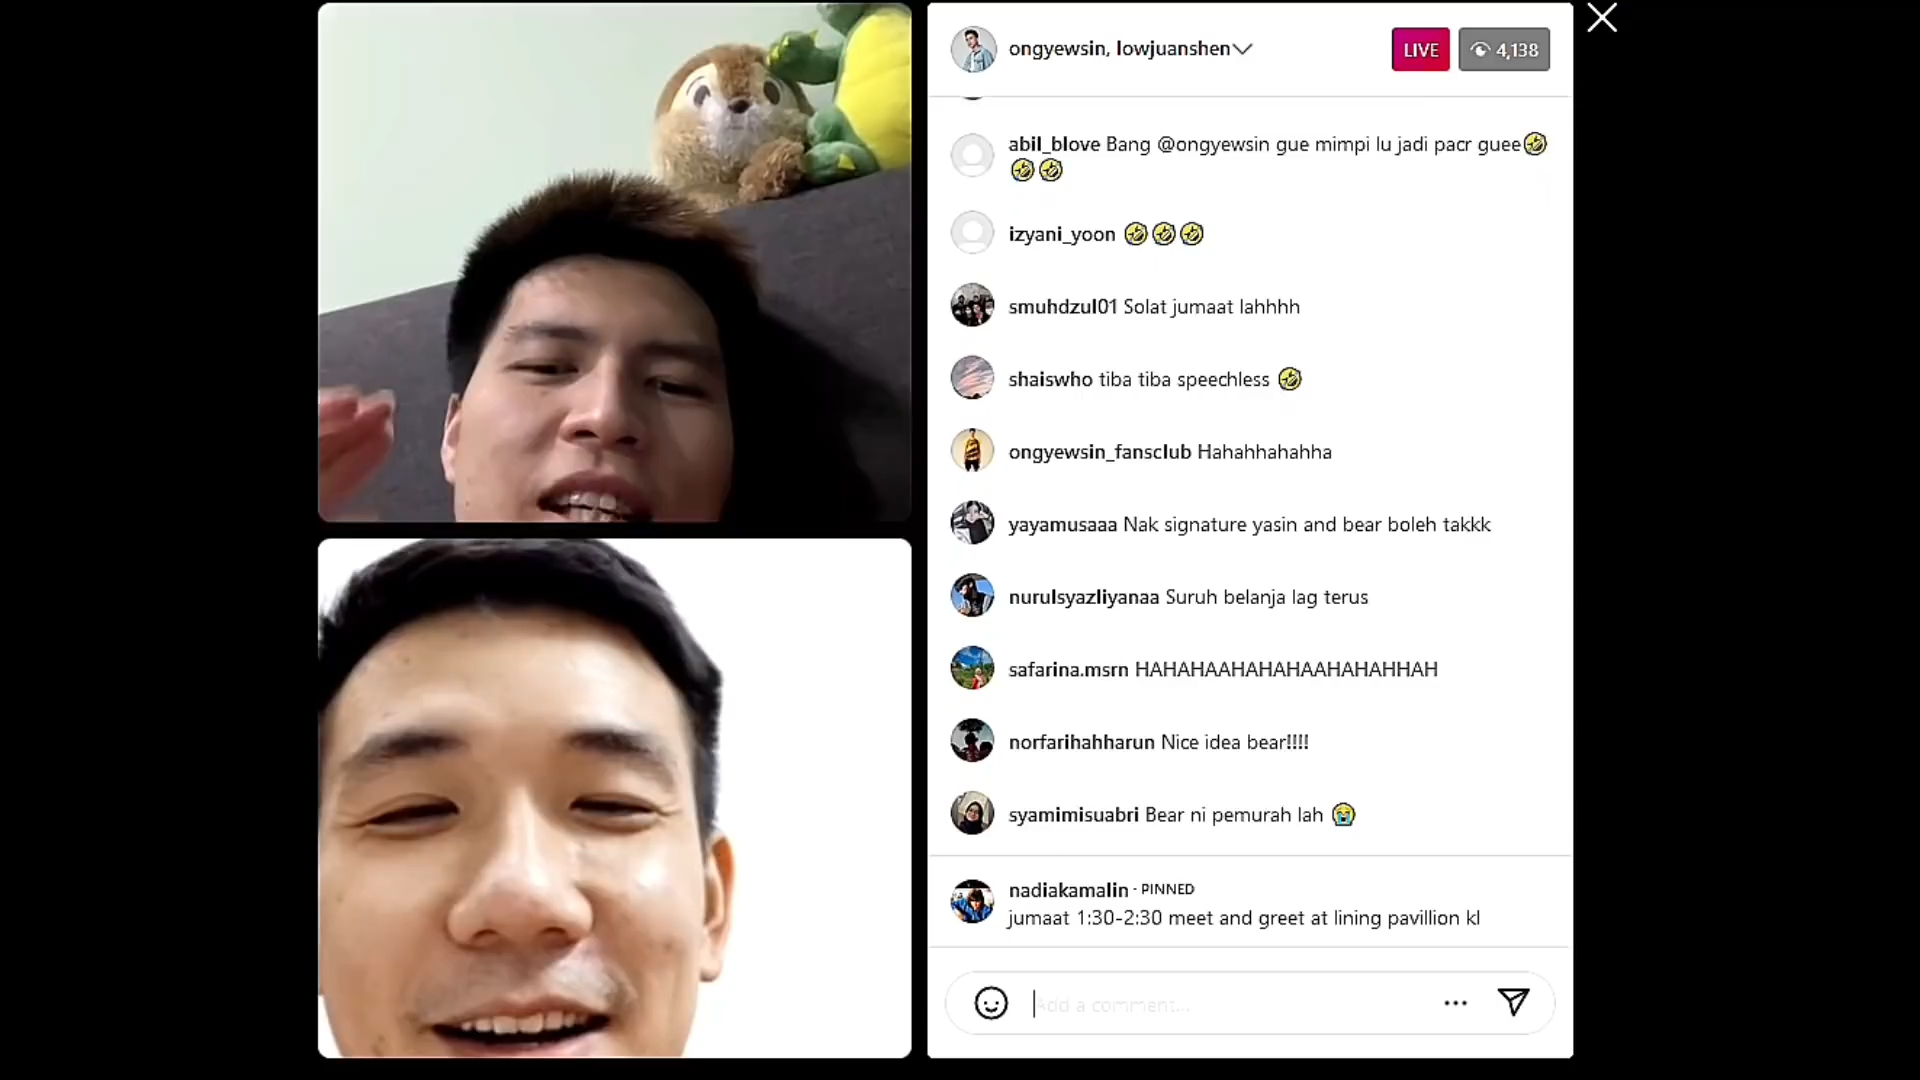 ongyewsin, lowjuanshen
LIVE
4,138
abil_blove Bang @ongyewsin gue mimpi lu jadi pacr guee🤣
🤣🤣
izyani_yoon 🤣🤣🤣
smuhdzul01 Solat jumaat lahhhh
shaiswho tiba tiba speechless 🤣
ongyewsin_fansclub Hahahhahahha
yayamusaaa Nak signature yasin and bear boleh takkk
nurulsyazliyanaa Suruh belanja lag terus
safarina.msrn HAHAHAAHAHAHAAHAHAHHAH
norfarihahharun Nice idea bear!!!!
syamimisuabri Bear ni pemurah lah 😭
nadiakamalin · PINNED
jumaat 1:30-2:30 meet and greet at lining pavillion kl
Add a comment...